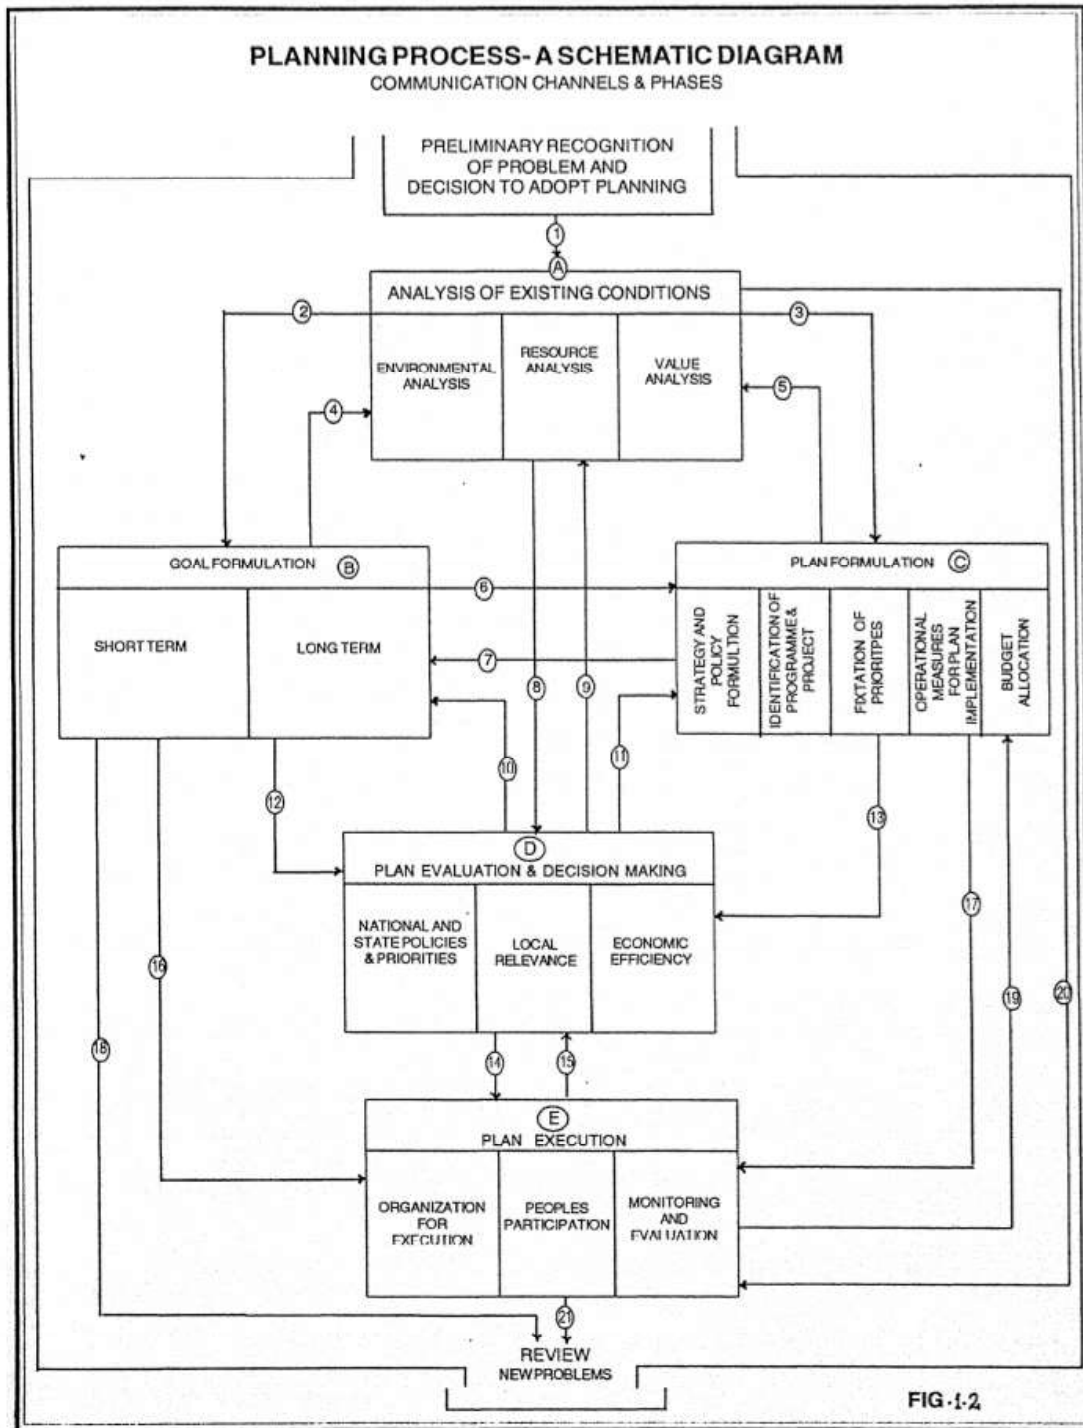 PLANNING PROCESS- A SCHEMATIC DIAGRAM
COMMUNICATION CHANNELS & PHASES
PRELIMINARY RECOGNITION
OF PROBLEM AND
DECISION TO ADOPT PLANNING
1
A
ANALYSIS OF EXISTING CONDITIONS
2
3
ENVIRONMENTAL
ANALYSIS
RESOURCE
ANALYSIS
VALUE
ANALYSIS
4
5
GOAL FORMULATION B
SHORT TERM
LONG TERM
PLAN FORMULATION C
STRATEGY AND
POLICY
FORMULTION
IDENTIFICATION OF
PROGRAMME &
PROJECT
FIXTATION OF
PRIORITPES
OPERATIONAL
MEASURES
FOR PLAN
IMPLEMENTATION
BUDGET
ALLOCATION
6
7
8
9
10
11
12
13
D
PLAN EVALUATION & DECISION MAKING
NATIONAL AND
STATE POLICIES
& PRIORITIES
LOCAL
RELEVANCE
ECONOMIC
EFFICIENCY
16
17
18
19
20
14
15
E
PLAN EXECUTION
ORGANIZATION
FOR
EXECUTION
PEOPLES
PARTICIPATION
MONITORING
AND
EVALUATION
21
REVIEW
NEW PROBLEMS
FIG.1.2